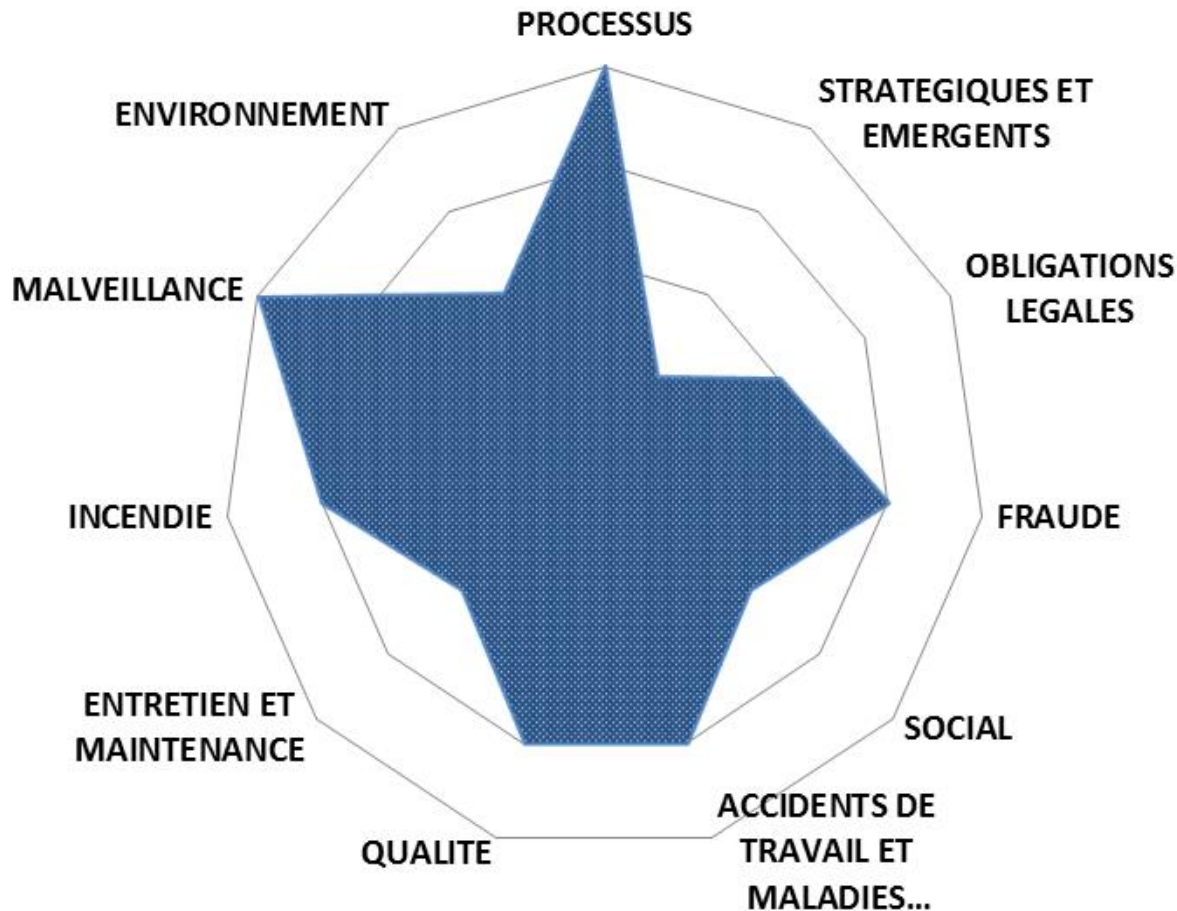 PROCESSUS
STRATEGIQUES ET
EMERGENTS
OBLIGATIONS
LEGALES
FRAUDE
SOCIAL
ACCIDENTS DE
TRAVAIL ET
MALADIES...
QUALITE
ENTRETIEN ET
MAINTENANCE
INCENDIE
MALVEILLANCE
ENVIRONNEMENT